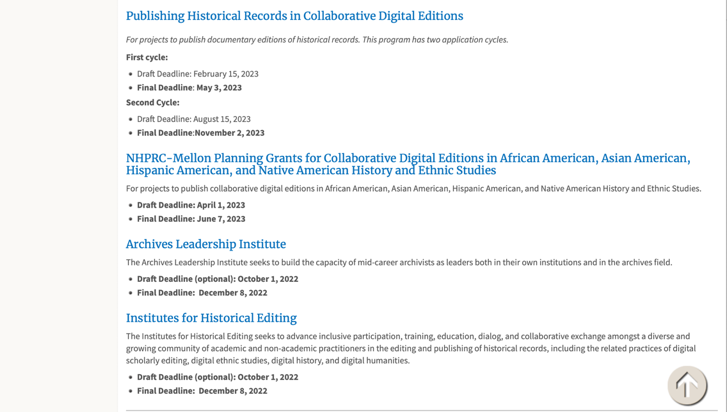 Publishing Historical Records in Collaborative Digital Editions
For projects to publish documentary editions of historical records. This program has two application cycles.
First cycle:
• Draft Deadline: February 15, 2023
• Final Deadline: May 3, 2023
Second Cycle:
• Draft Deadline: August 15, 2023
• Final Deadline:November 2, 2023
NHPRC-Mellon Planning Grants for Collaborative Digital Editions in African American, Asian American,
Hispanic American, and Native American History and Ethnic Studies
For projects to publish collaborative digital editions in African American, Asian American, Hispanic American, and Native American History and Ethnic Studies.
• Draft Deadline: April 1, 2023
• Final Deadline: June 7, 2023
Archives Leadership Institute
The Archives Leadership Institute seeks to build the capacity of mid-career archivists as leaders both in their own institutions and in the archives field.
• Draft Deadline (optional): October 1, 2022
• Final Deadline: December 8, 2022
Institutes for Historical Editing
The Institutes for Historical Editing seeks to advance inclusive participation, training, education, dialog, and collaborative exchange amongst a diverse and
growing community of academic and non-academic practitioners in the editing and publishing of historical records, including the related practices of digital
scholarly editing, digital ethnic studies, digital history, and digital humanities.
• Draft Deadline (optional): October 1, 2022
• Final Deadline: December 8, 2022